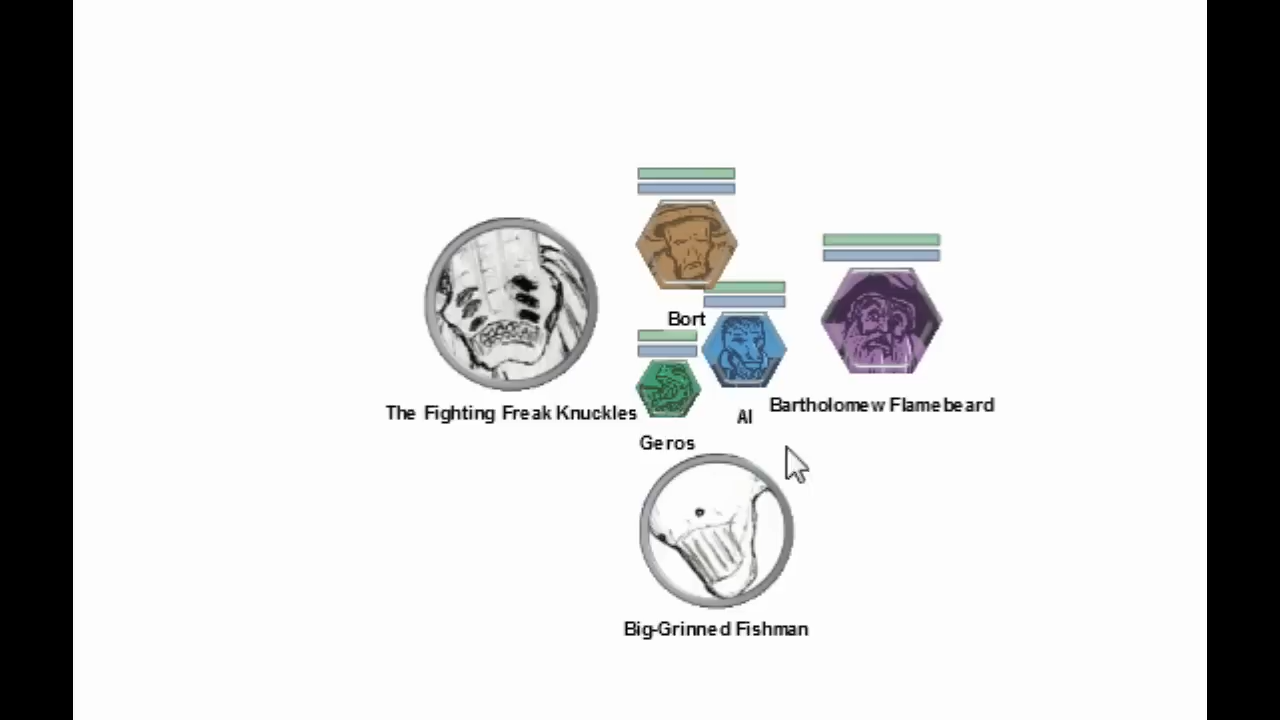 Bort
The Fighting Freak Knuckles
Al
Bartholomew Flamebeard
Geros
Big-Grinned Fishman